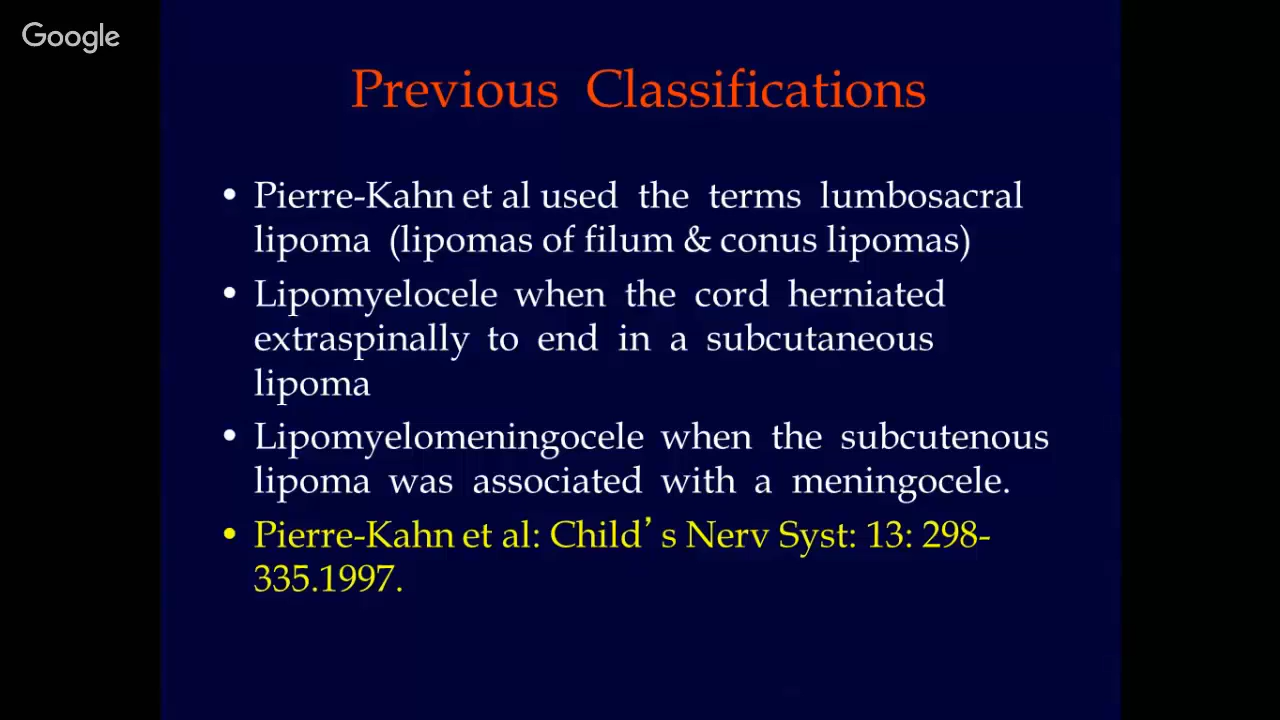 Google
Previous Classifications
• Pierre-Kahn et al used the terms lumbosacral
lipoma (lipomas of filum & conus lipomas)
• Lipomyelocele when the cord herniated
extraspinally to end in a subcutaneous
lipoma
• Lipomyelomeningocele when the subcutenous
lipoma was associated with a meningocele.
• Pierre-Kahn et al: Child’s Nerv Syst: 13: 298-
335.1997.